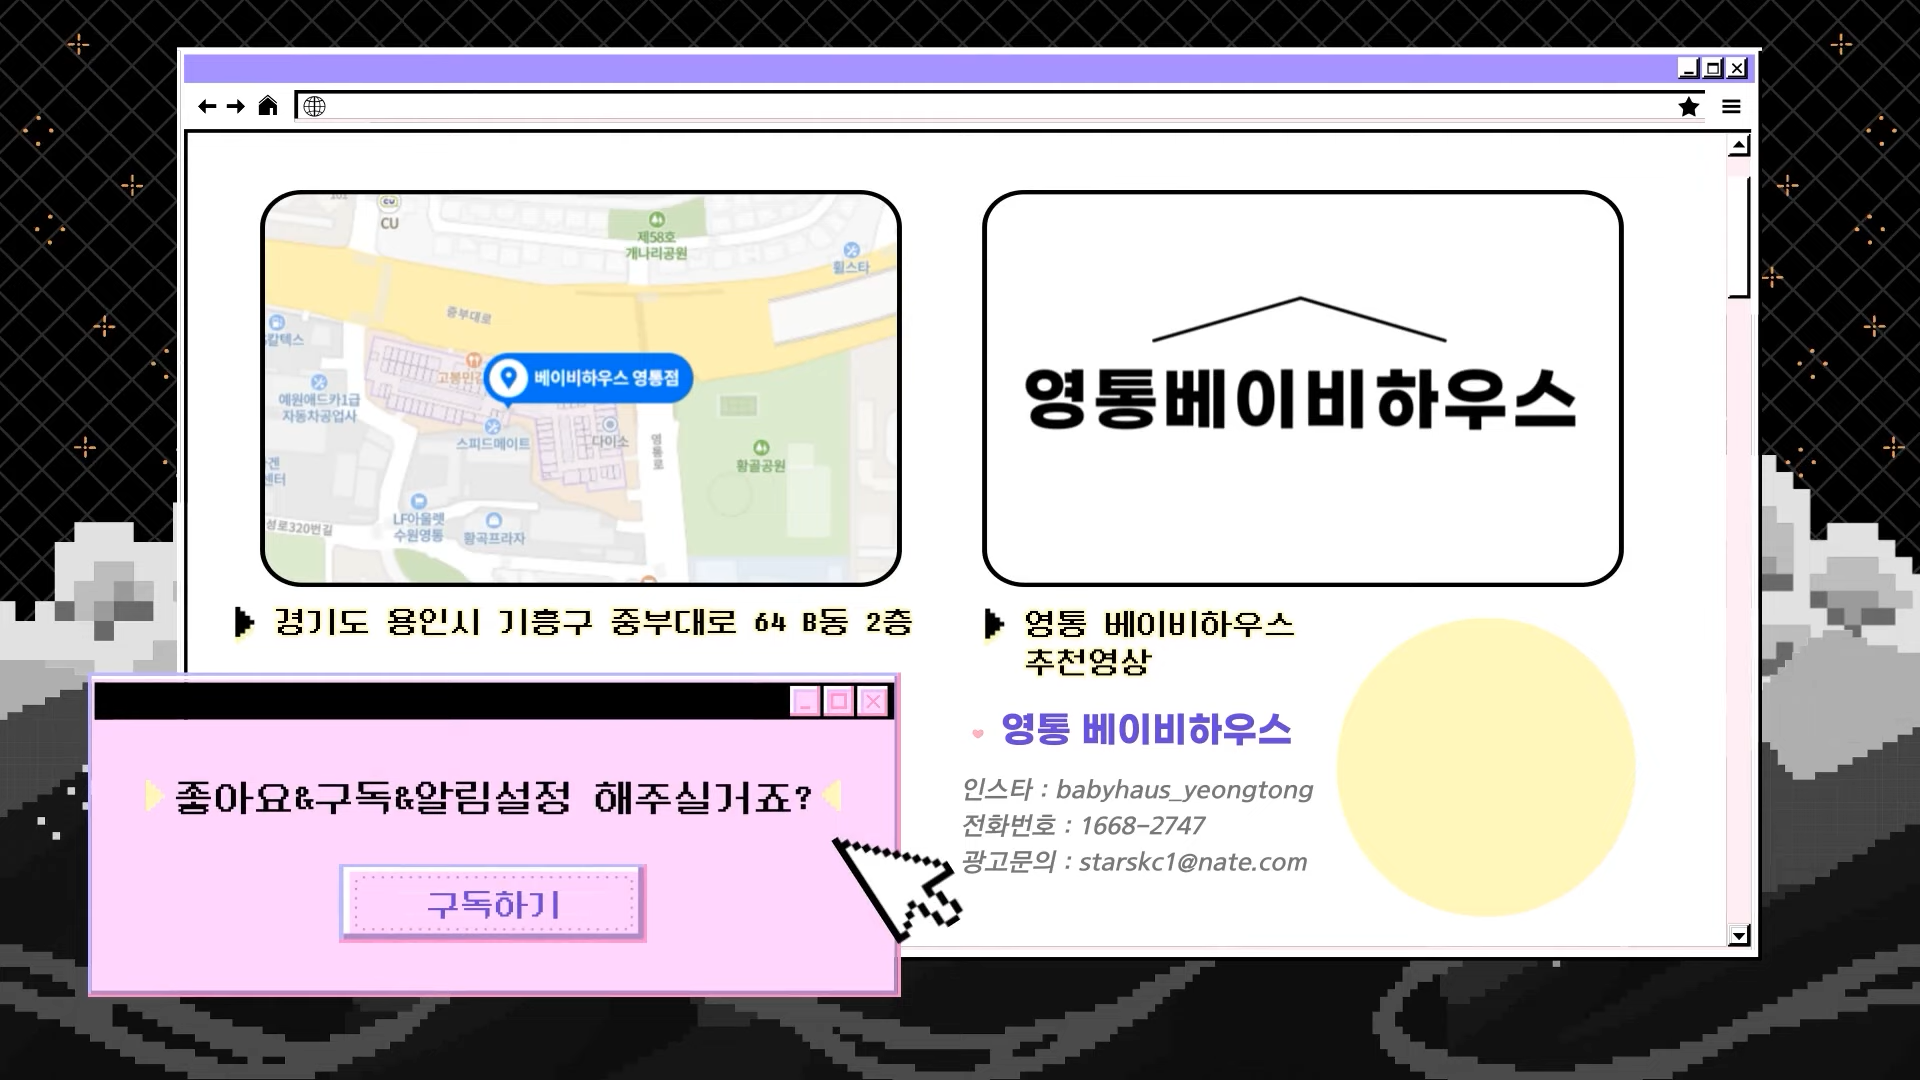 CU
제58호
개나리공원
휠스타
중부대로
칼텍스
고봉민김
베이비하우스 영통점
예원애드카1급
자동차공업사
스피드메이트
다이소
영통로
황골공원
센터
LF아울렛
수원영통
황곡프라자
성로320번길
영통베이비하우스
경기도 용인시 기흥구 중부대로 64 B동 2층
영통 베이비하우스
추천영상
영통 베이비하우스
인스타 : babyhaus_yeongtong
전화번호 : 1668-2747
광고문의 : starskc1@nate.com
좋아요&구독&알림설정 해주실거죠?
구독하기